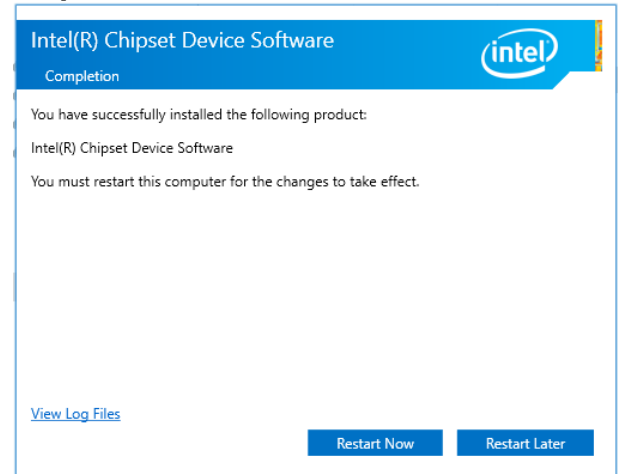 Intel(R) Chipset Device Software
intel
Completion
You have successfully installed the following product:
Intel(R) Chipset Device Software
You must restart this computer for the changes to take effect.
View Log Files
Restart Now
Restart Later